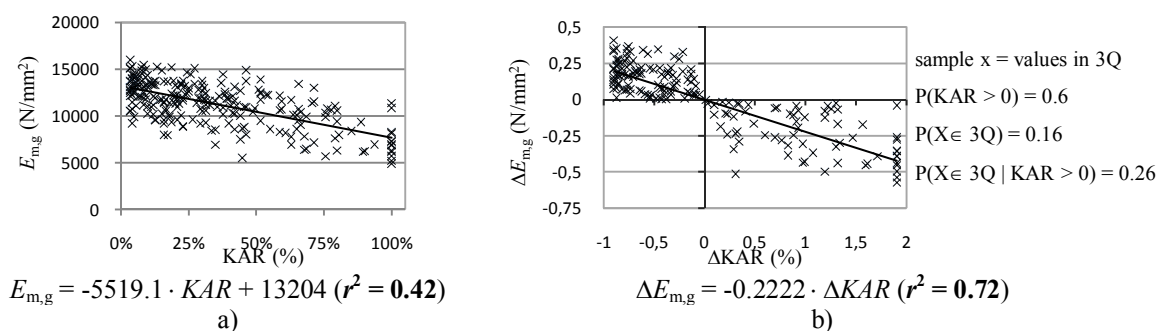 20000
15000
10000
5000
0
E_m,g (N/mm²)
0% 25% 50% 75% 100%
KAR (%)
E_m,g = -5519.1 · KAR + 13204 (r² = 0.42)
a)
0,5
0,25
0
-0,25
-0,5
-0,75
ΔE_m,g (N/mm²)
-1 -0,5 0 0,5 1 1,5 2
ΔKAR (%)
sample x = values in 3Q
P(KAR > 0) = 0.6
P(X∈ 3Q) = 0.16
P(X∈ 3Q | KAR > 0) = 0.26
ΔE_m,g = -0.2222 · ΔKAR (r² = 0.72)
b)